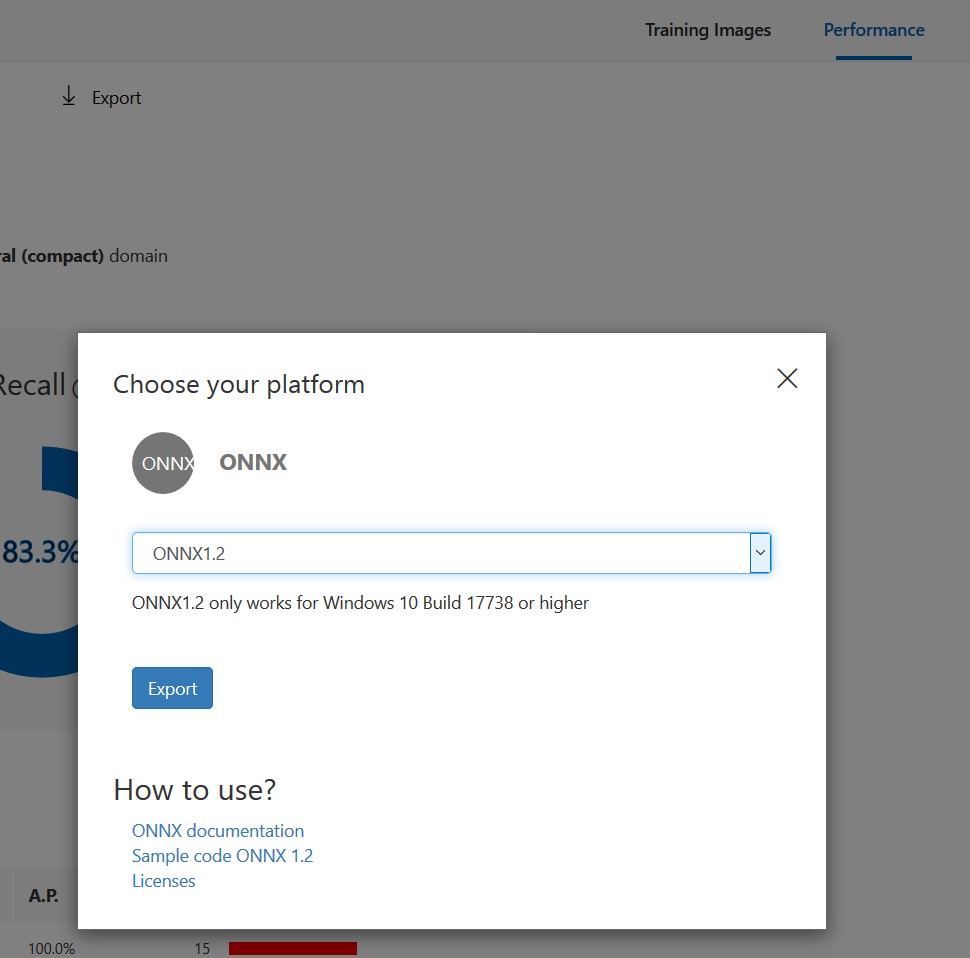 Training Images
Performance
Export
(compact) domain
Recall
83.3%
Choose your platform
ONNX
ONNX
ONNX1.2
ONNX1.2 only works for Windows 10 Build 17738 or higher
Export
How to use?
ONNX documentation
Sample code ONNX 1.2
Licenses
A.P.
100.0%
15